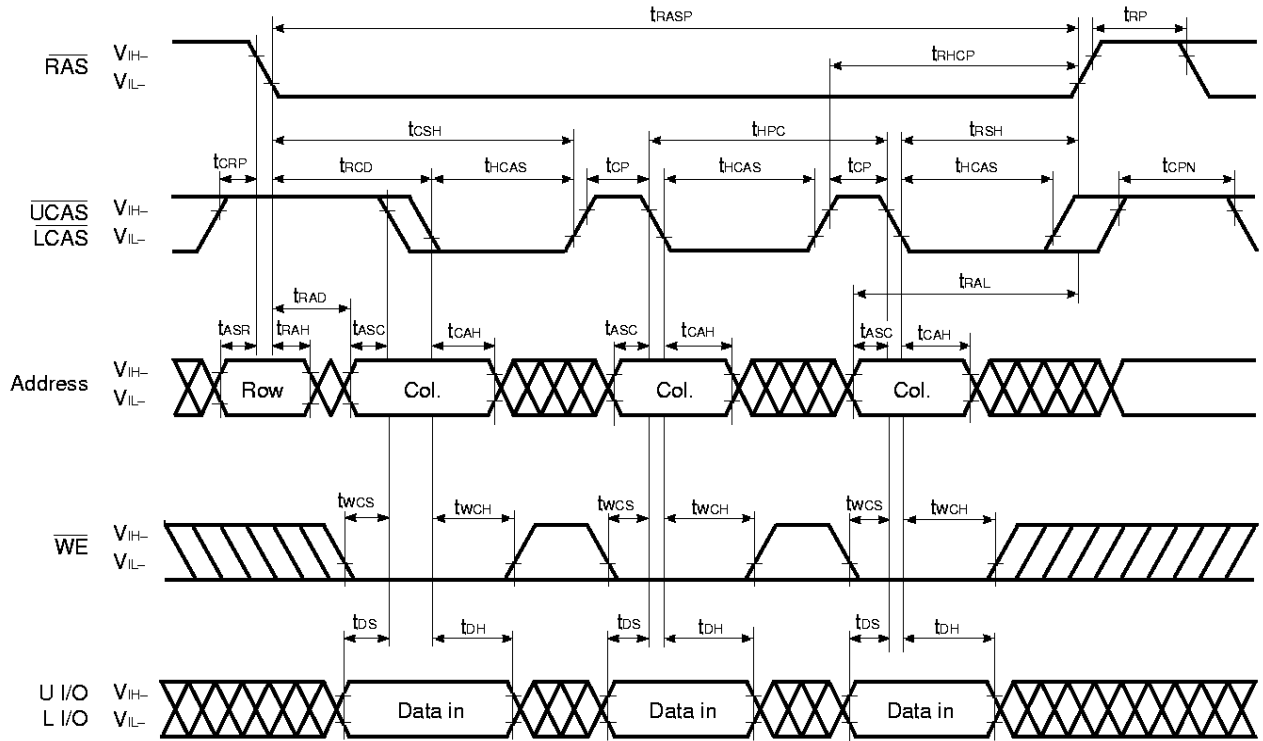 tRASP tRP
RAS VIH– VIL–
tRHCP
tCSH tHPC tRSH
tCRP tRCD tHCAS tCP tHCAS tCP tHCAS tCPN
UCAS VIH–
LCAS VIL–
tRAD tRAL
tASR tRAH tASC tCAH tASC tCAH tASC tCAH
Address VIH– VIL– Row Col. Col. Col.
twCS twCH twCS twCH twCS twCH
WE VIH– VIL–
tDS tDH tDS tDH tDS tDH
U I/O VIH–
L I/O VIL– Data in Data in Data in